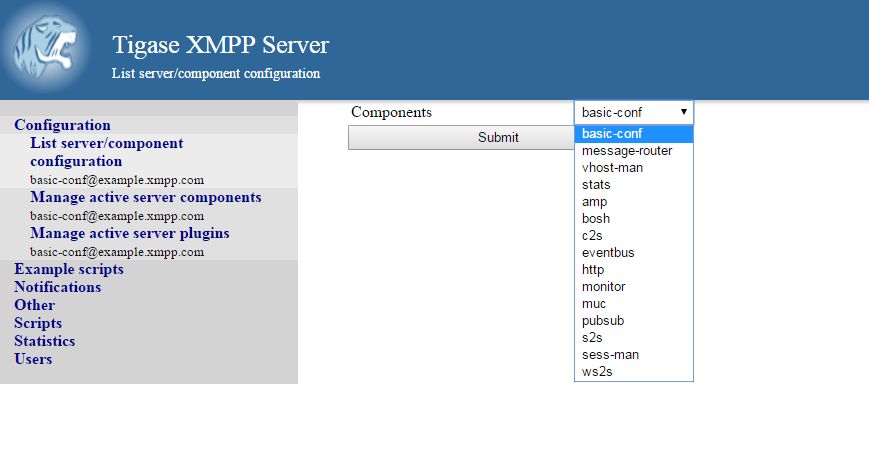 Tigase XMPP Server
List server/component configuration
Configuration
List server/component
configuration
basic-conf@example.xmpp.com
Manage active server components
basic-conf@example.xmpp.com
Manage active server plugins
basic-conf@example.xmpp.com
Example scripts
Notifications
Other
Scripts
Statistics
Users
Components
basic-conf
Submit
basic-conf
message-router
vhost-man
stats
amp
bosh
c2s
eventbus
http
monitor
muc
pubsub
s2s
sess-man
ws2s